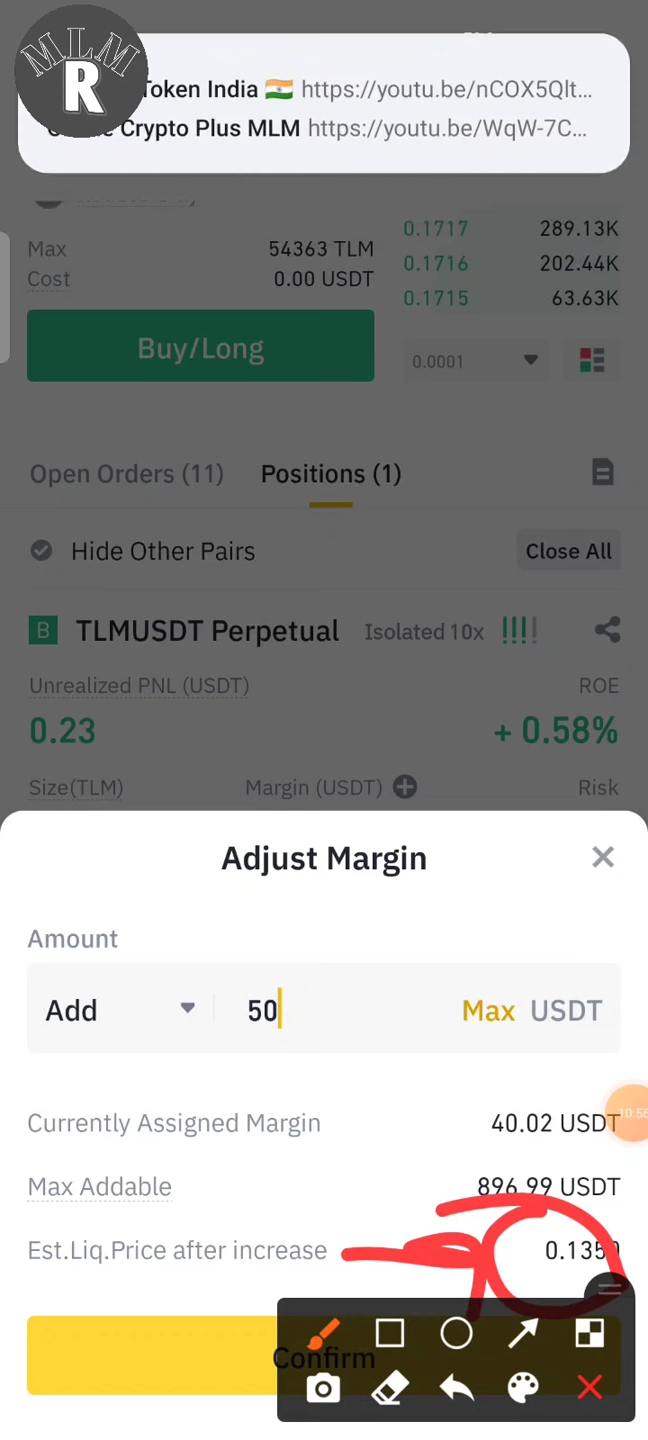 MLM
R
Token India 🇮🇳 https://youtu.be/nCOX5Qlt...
Crypto Plus MLM https://youtu.be/WqW-7C...
0.1717 289.13K
Max 54363 TLM
0.1716 202.44K
Cost 0.00 USDT
0.1715 63.63K
Buy/Long
0.0001
Open Orders (11) Positions (1)
Hide Other Pairs Close All
B TLMUSDT Perpetual Isolated 10x
Unrealized PNL (USDT) ROE
0.23 + 0.58%
Size(TLM) Margin (USDT) Risk
Adjust Margin
Amount
Add 50 Max USDT
Currently Assigned Margin 40.02 USDT
10:56
Max Addable 896.99 USDT
Est.Liq.Price after increase 0.1350
Confirm